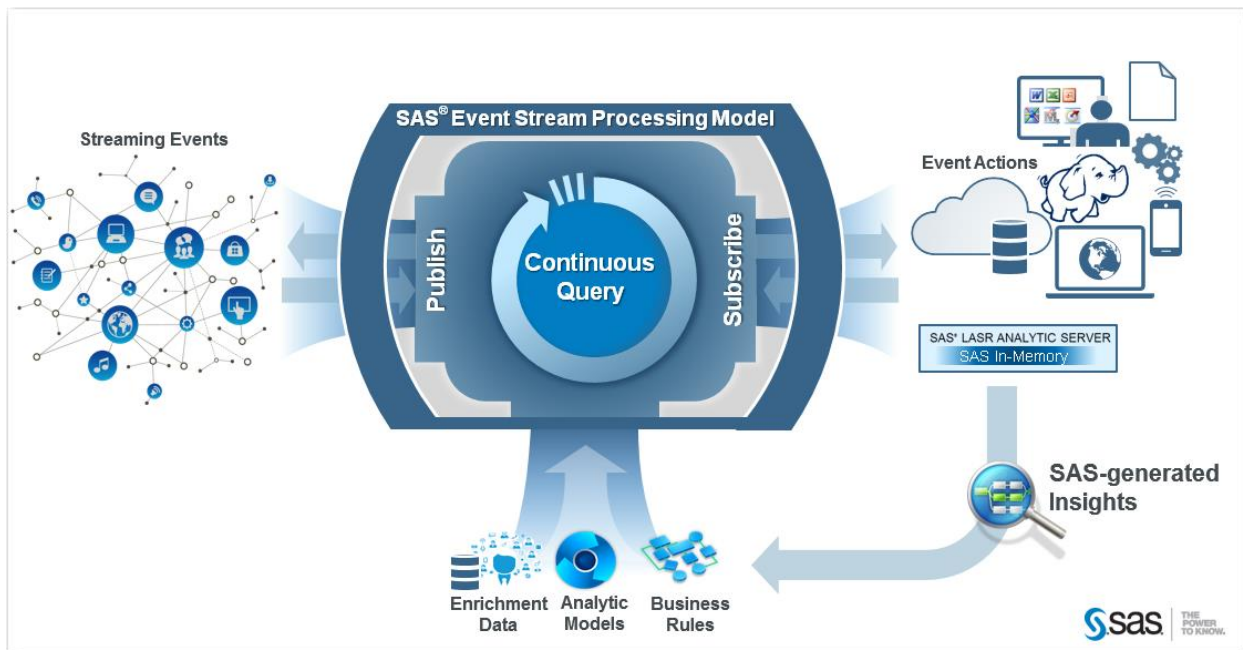 SAS® Event Stream Processing Model
Streaming Events
Publish
Continuous
Query
Subscribe
Event Actions
W X
SAS® LASR ANALYTIC SERVER
SAS In-Memory
SAS-generated
Insights
Enrichment
Data
Analytic
Models
Business
Rules
sas
THE
POWER
TO KNOW.